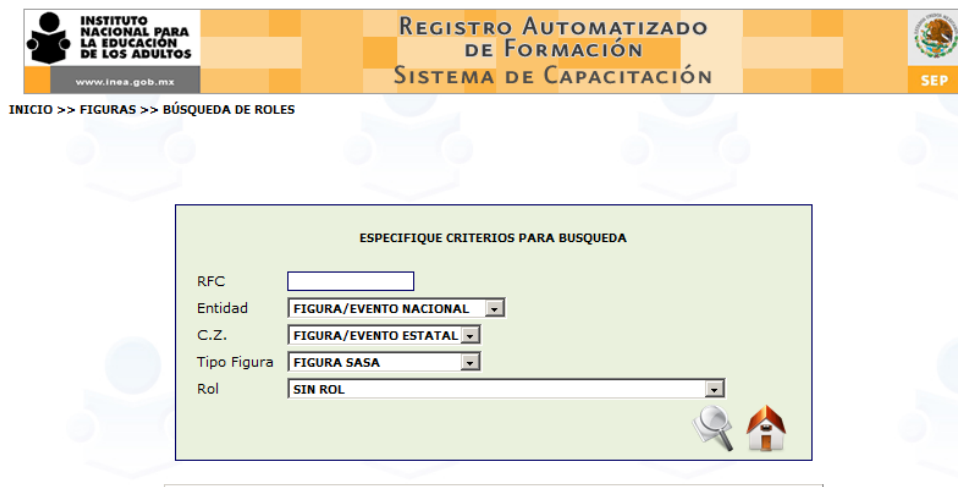 INSTITUTO
NACIONAL PARA
LA EDUCACIÓN
DE LOS ADULTOS
www.inea.gob.mx
REGISTRO AUTOMATIZADO
DE FORMACIÓN
SISTEMA DE CAPACITACIÓN
SEP
INICIO >> FIGURAS >> BÚSQUEDA DE ROLES
ESPECIFIQUE CRITERIOS PARA BUSQUEDA
RFC
Entidad FIGURA/EVENTO NACIONAL
C.Z. FIGURA/EVENTO ESTATAL
Tipo Figura FIGURA SASA
Rol SIN ROL